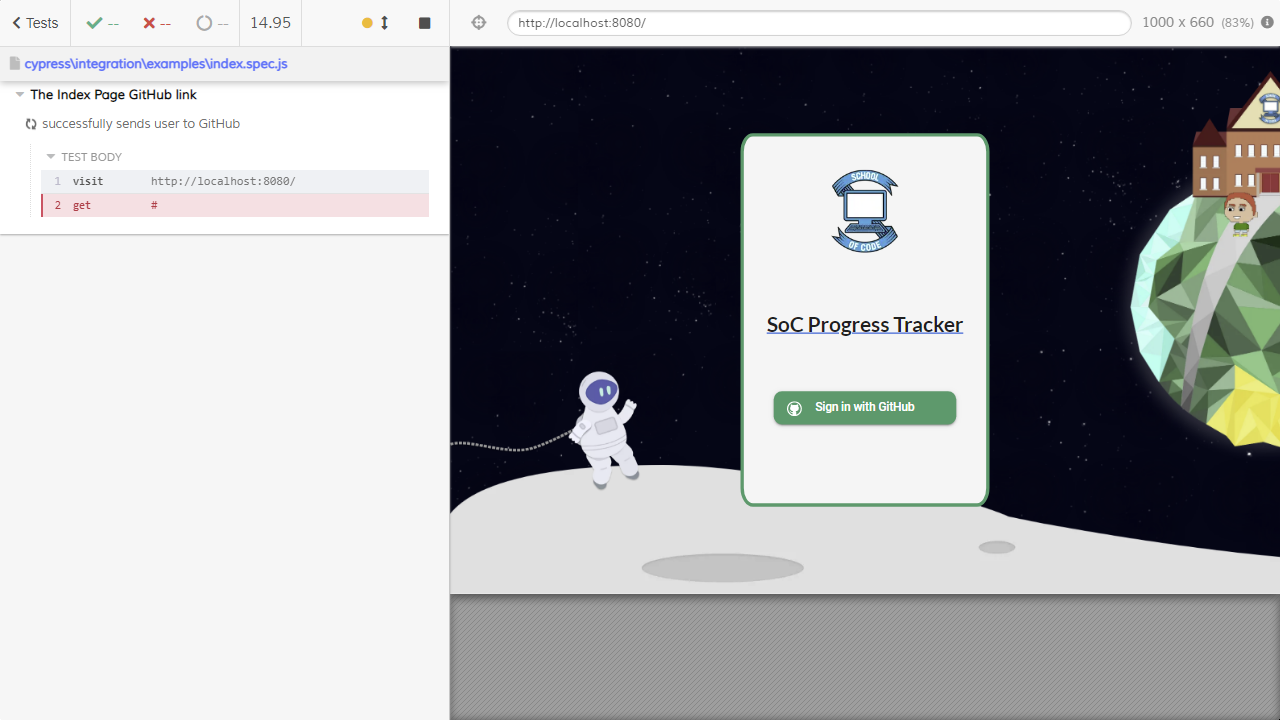 Tests -- -- -- 14.95
http://localhost:8080/ 1000 x 660 (83%)
cypress\integration\examples\index.spec.js
The Index Page GitHub link
successfully sends user to GitHub
TEST BODY
1 visit http://localhost:8080/
2 get #
SCHOOL
OF CODE
SoC Progress Tracker
Sign in with GitHub